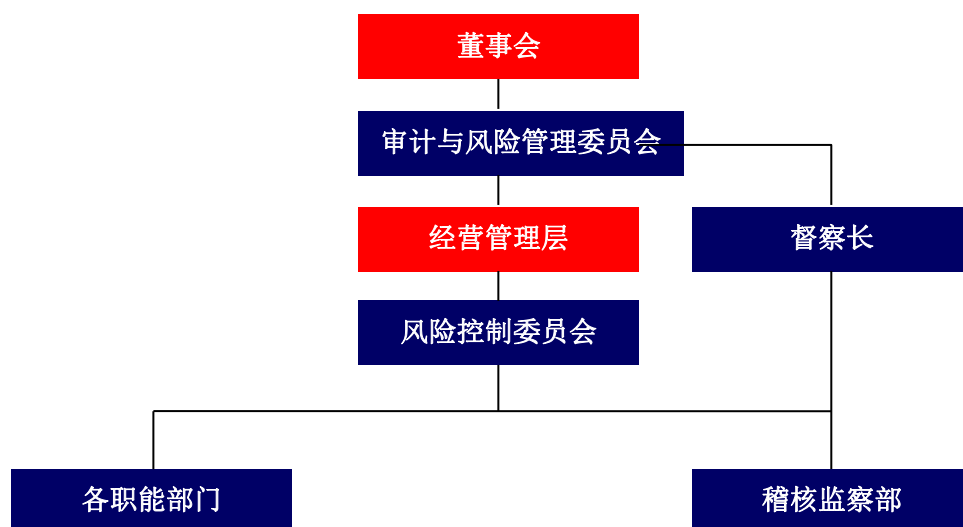 董事会
审计与风险管理委员会
经营管理层
督察长
风险控制委员会
各职能部门
稽核监察部